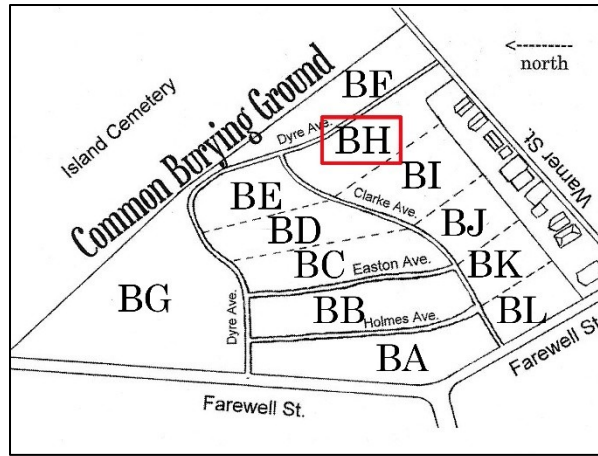 BF
<---------
north
Island Cemetery
Common Burying Ground
Dyre Ave.
BH
Warner St.
BI
BE
Clarke Ave.
BD
BJ
BC
Easton Ave.
BK
BG
Dyre Ave.
BB
Holmes Ave.
BL
BA
Farewell St.
Farewell St.